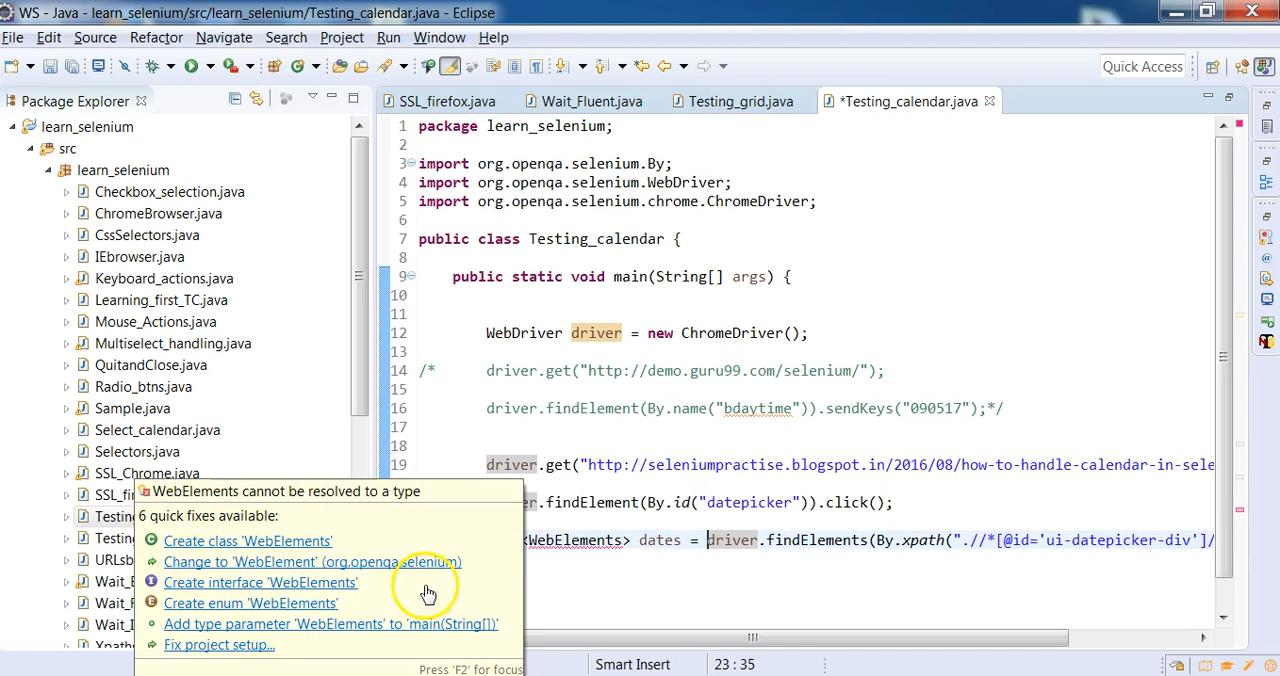 WS - Java - learn_selenium/src/learn_selenium/Testing_calendar.java - Eclipse
File Edit Source Refactor Navigate Search Project Run Window Help
Quick Access
Package Explorer
SSL_firefox.java Wait_Fluent.java Testing_grid.java *Testing_calendar.java
learn_selenium
src
learn_selenium
Checkbox_selection.java
ChromeBrowser.java
CssSelectors.java
IEbrowser.java
Keyboard_actions.java
Learning_first_TC.java
Mouse_Actions.java
Multiselect_handling.java
QuitandClose.java
Radio_btns.java
Sample.java
Select_calendar.java
Selectors.java
SSL_Chrome.java
SSL_fi
Testing
Testin
URLsb
Wait_E
Wait_F
Wait_I
Xpaths
1 package learn_selenium;
2
3 import org.openqa.selenium.By;
4 import org.openqa.selenium.WebDriver;
5 import org.openqa.selenium.chrome.ChromeDriver;
6
7 public class Testing_calendar {
8
9 public static void main(String[] args) {
10
11
12 WebDriver driver = new ChromeDriver();
13
14 /* driver.get("http://demo.guru99.com/selenium/");
15
16 driver.findElement(By.name("bdaytime")).sendKeys("090517");*/
17
18
19 driver.get("http://seleniumpractise.blogspot.in/2016/08/how-to-handle-calendar-in-sele
er.findElement(By.id("datepicker")).click();
<WebElements> dates = driver.findElements(By.xpath(".//*[@id='ui-datepicker-div']/
WebElements cannot be resolved to a type
6 quick fixes available:
Create class 'WebElements'
Change to 'WebElement' (org.openqa.selenium)
Create interface 'WebElements'
Create enum 'WebElements'
Add type parameter 'WebElements' to 'main(String[])'
Fix project setup...
Press 'F2' for focus
Smart Insert 23 : 35